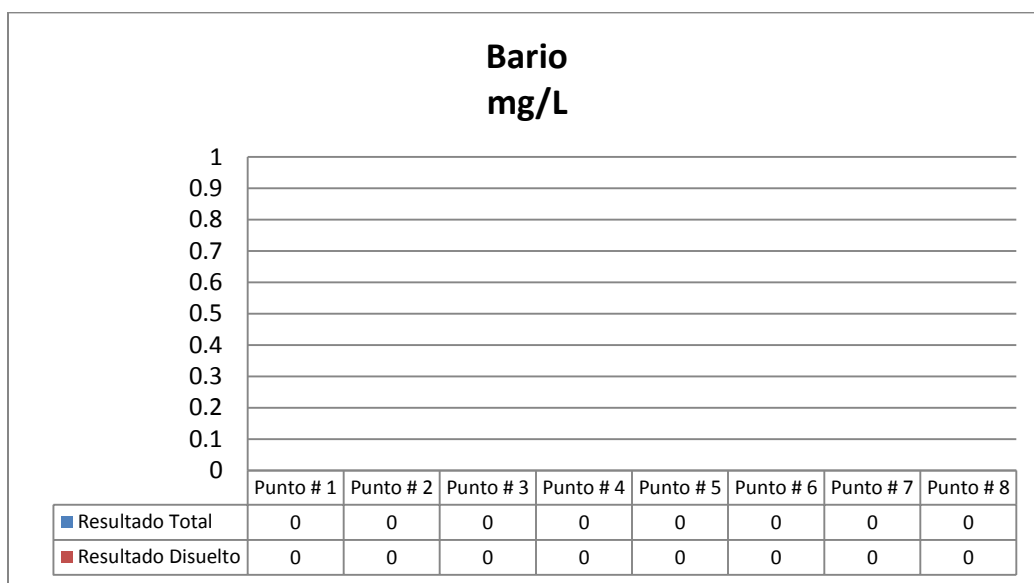 Bario
mg/L
1
0.9
0.8
0.7
0.6
0.5
0.4
0.3
0.2
0.1
0
Punto # 1 Punto # 2 Punto # 3 Punto # 4 Punto # 5 Punto # 6 Punto # 7 Punto # 8
Resultado Total 0 0 0 0 0 0 0 0
Resultado Disuelto 0 0 0 0 0 0 0 0